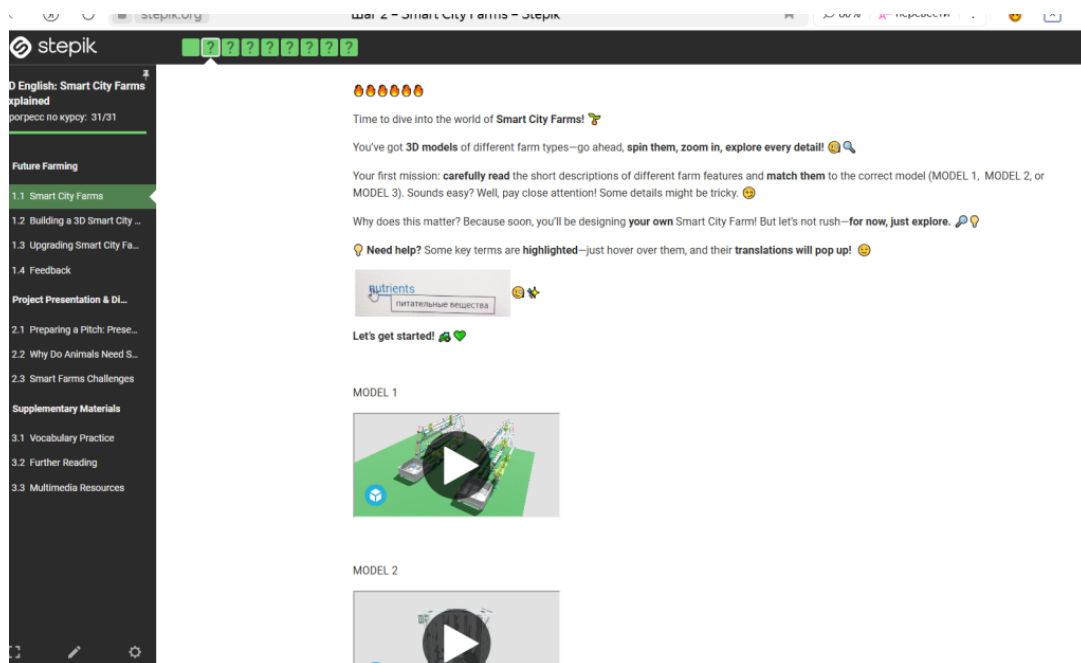 stepik.org
Шаг 2 – Smart City Farms – Stepik
80%
перевести
stepik
? ? ? ? ? ? ? ?
D English: Smart City Farms
xplained
рогресс по курсу: 31/31
Future Farming
1.1 Smart City Farms
1.2 Building a 3D Smart City ...
1.3 Upgrading Smart City Fa...
1.4 Feedback
Project Presentation & Di...
2.1 Preparing a Pitch: Prese...
2.2 Why Do Animals Need S...
2.3 Smart Farms Challenges
Supplementary Materials
3.1 Vocabulary Practice
3.2 Further Reading
3.3 Multimedia Resources
🔥🔥🔥🔥🔥🔥
Time to dive into the world of Smart City Farms! 🌱
You've got 3D models of different farm types—go ahead, spin them, zoom in, explore every detail! 🧐🔍
Your first mission: carefully read the short descriptions of different farm features and match them to the correct model (MODEL 1, MODEL 2, or
MODEL 3). Sounds easy? Well, pay close attention! Some details might be tricky. 😏
Why does this matter? Because soon, you'll be designing your own Smart City Farm! But let's not rush—for now, just explore. 🔎💡
💡 Need help? Some key terms are highlighted—just hover over them, and their translations will pop up! 😉
nutrients
питательные вещества
Let's get started! 🚜💚
MODEL 1
MODEL 2